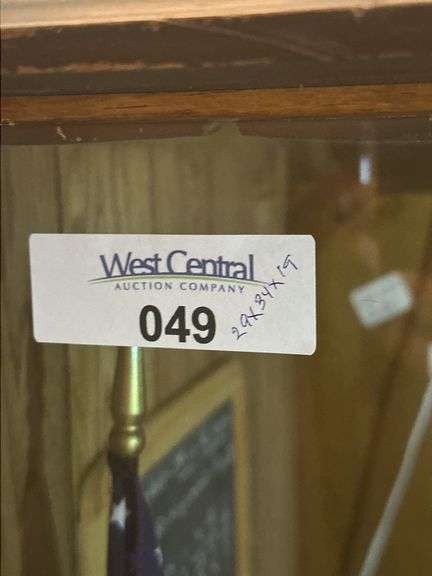 West Central
AUCTION COMPANY
049
29X34X19